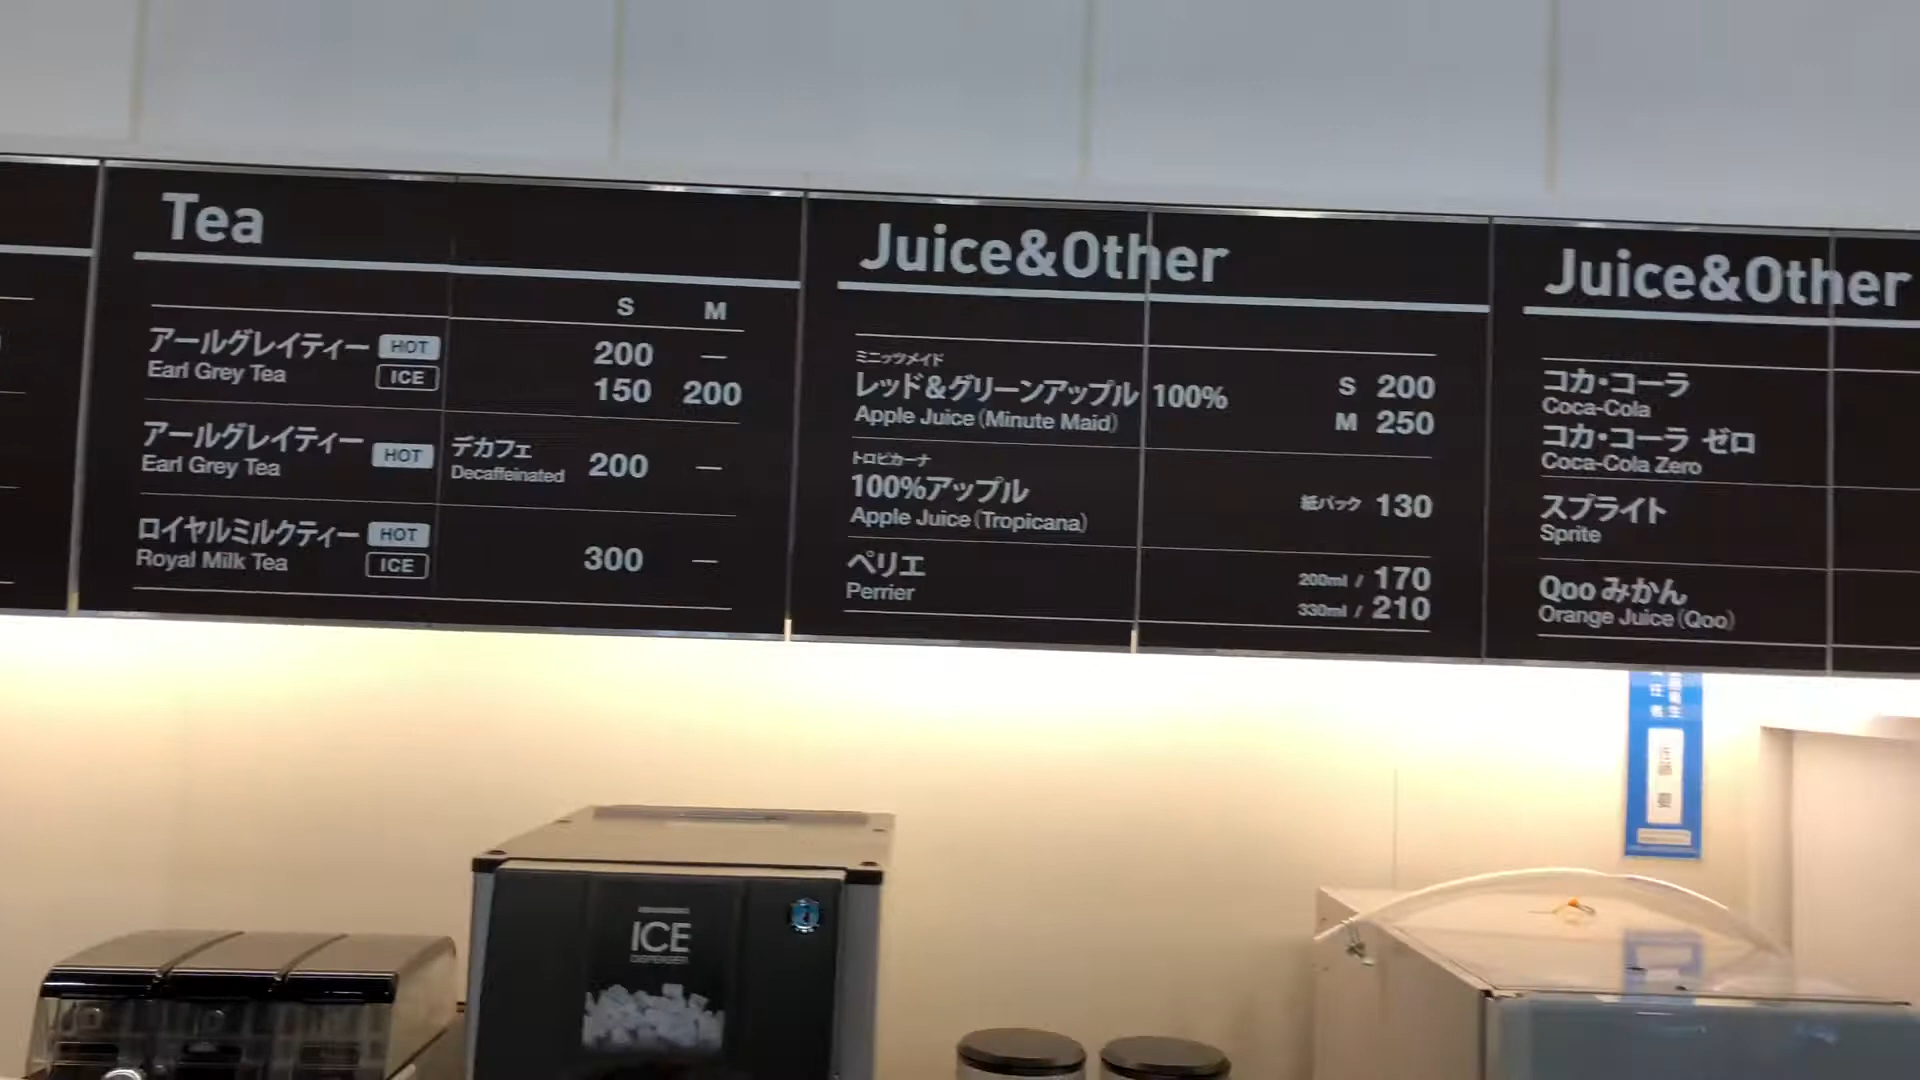 Tea
S M
アールグレイティー HOT 200 —
Earl Grey Tea ICE 150 200
アールグレイティー HOT デカフェ 200 —
Earl Grey Tea Decaffeinated
ロイヤルミルクティー HOT 300 —
Royal Milk Tea ICE
Juice&Other
ミニッツメイド
レッド&グリーンアップル 100% S 200
Apple Juice (Minute Maid) M 250
トロピカーナ
100%アップル 紙パック 130
Apple Juice (Tropicana)
ペリエ 200ml / 170
Perrier 330ml / 210
Juice&Other
コカ・コーラ
Coca-Cola
コカ・コーラ ゼロ
Coca-Cola Zero
スプライト
Sprite
Qoo みかん
Orange Juice (Qoo)
ICE
DISPENSER